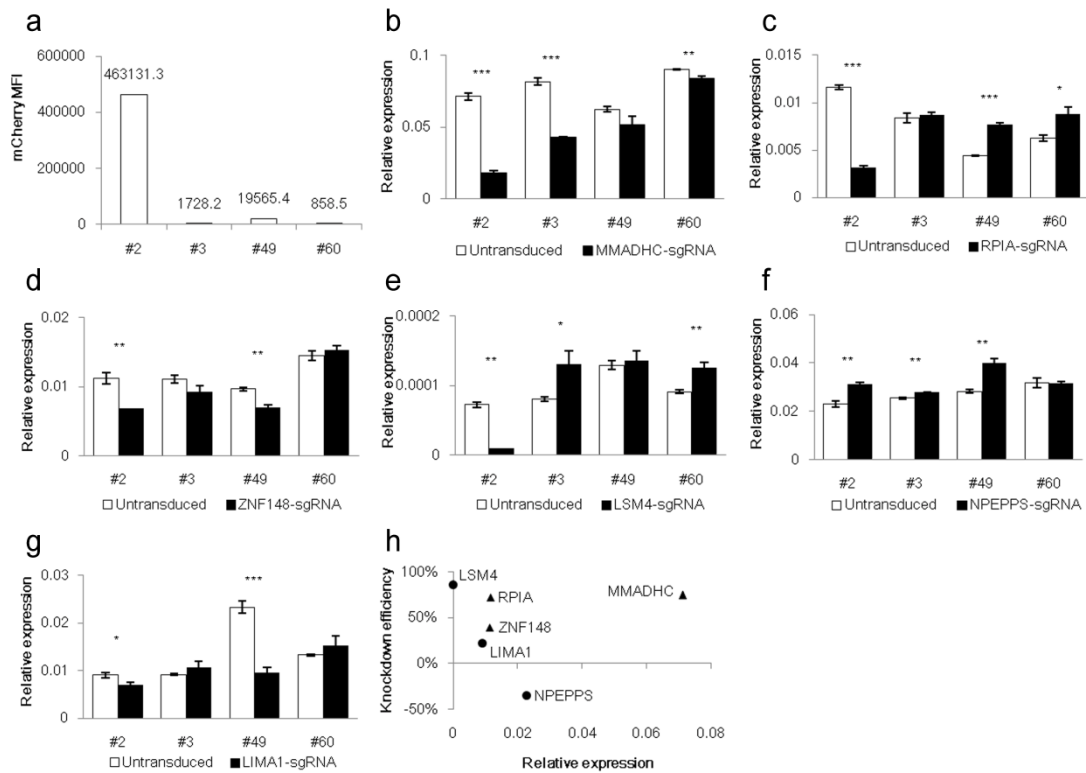 a
mCherry MFI
600000
400000
200000
0
463131.3
1728.2
19565.4
858.5
#2 #3 #49 #60
b
Relative expression
0.1
0.05
0
*** *** **
#2 #3 #49 #60
Untransduced MMADHC-sgRNA
c
Relative expression
0.015
0.01
0.005
0
*** *** *
#2 #3 #49 #60
Untransduced RPIA-sgRNA
d
Relative expression
0.02
0.01
0
** **
#2 #3 #49 #60
Untransduced ZNF148-sgRNA
e
Relative expression
0.0002
0.0001
0
** * **
#2 #3 #49 #60
Untransduced LSM4-sgRNA
f
Relative expression
0.06
0.04
0.02
0
** ** **
#2 #3 #49 #60
Untransduced NPEPPS-sgRNA
g
Relative expression
0.03
0.02
0.01
0
* ***
#2 #3 #49 #60
Untransduced LIMA1-sgRNA
h
Knockdown efficiency
100%
50%
0%
-50%
LSM4
RPIA
MMADHC
ZNF148
LIMA1
NPEPPS
0 0.02 0.04 0.06 0.08
Relative expression